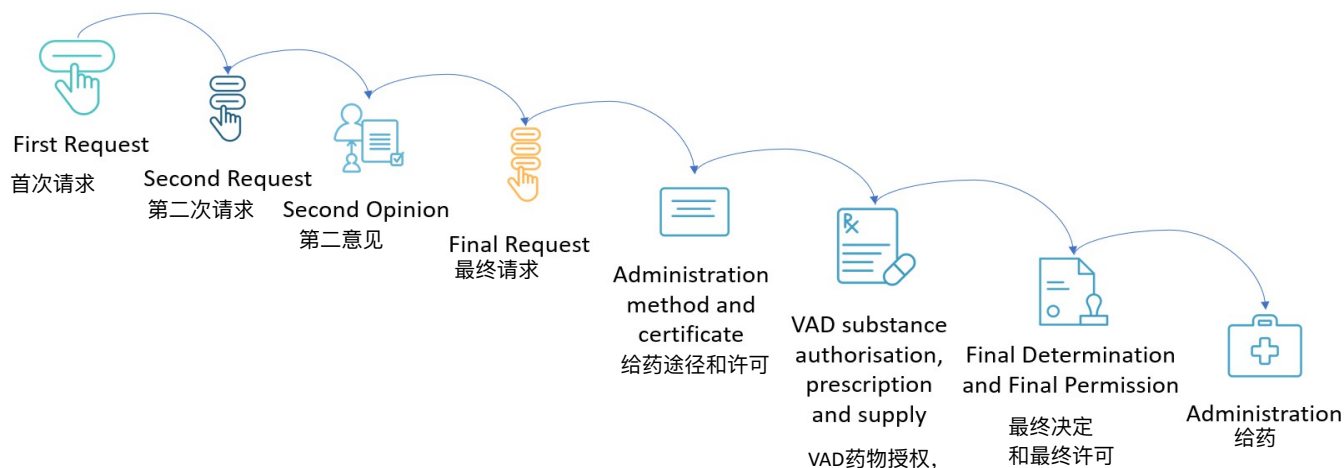 First Request
首次请求
Second Request
第二次请求
Second Opinion
第二意见
Final Request
最终请求
Administration
method and
certificate
给药途径和许可
VAD substance
authorisation,
prescription
and supply
VAD药物授权，
Final Determination
and Final Permission
最终决定
和最终许可
Administration
给药